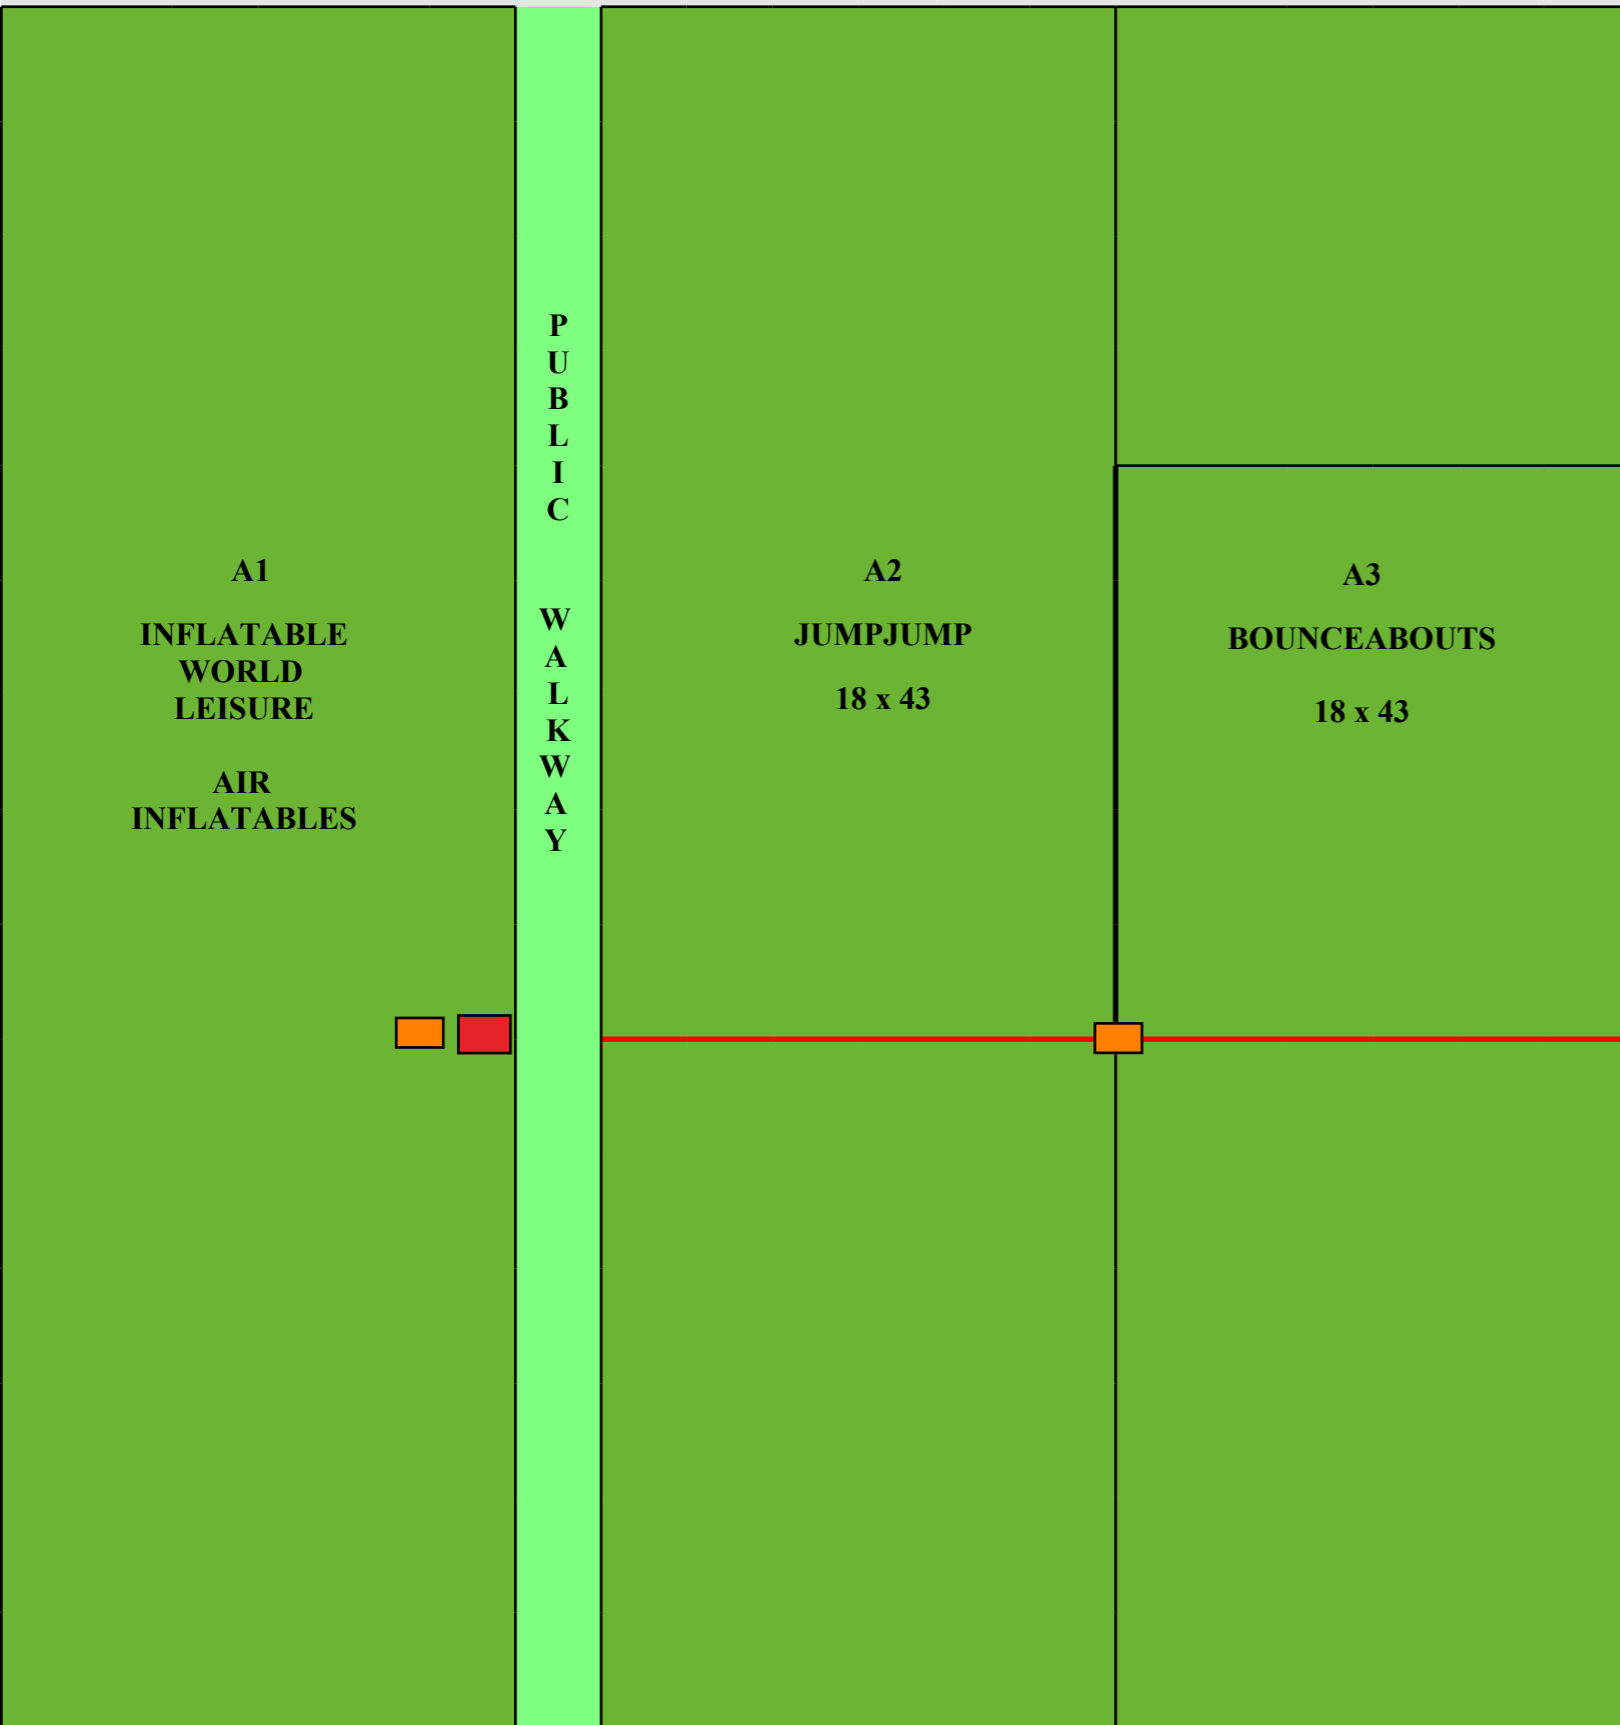 A1
INFLATABLE
WORLD
LEISURE
AIR
INFLATABLES
P
U
B
L
I
C
W
A
L
K
W
A
Y
A2
JUMPJUMP
18 x 43
A3
BOUNCEABOUTS
18 x 43